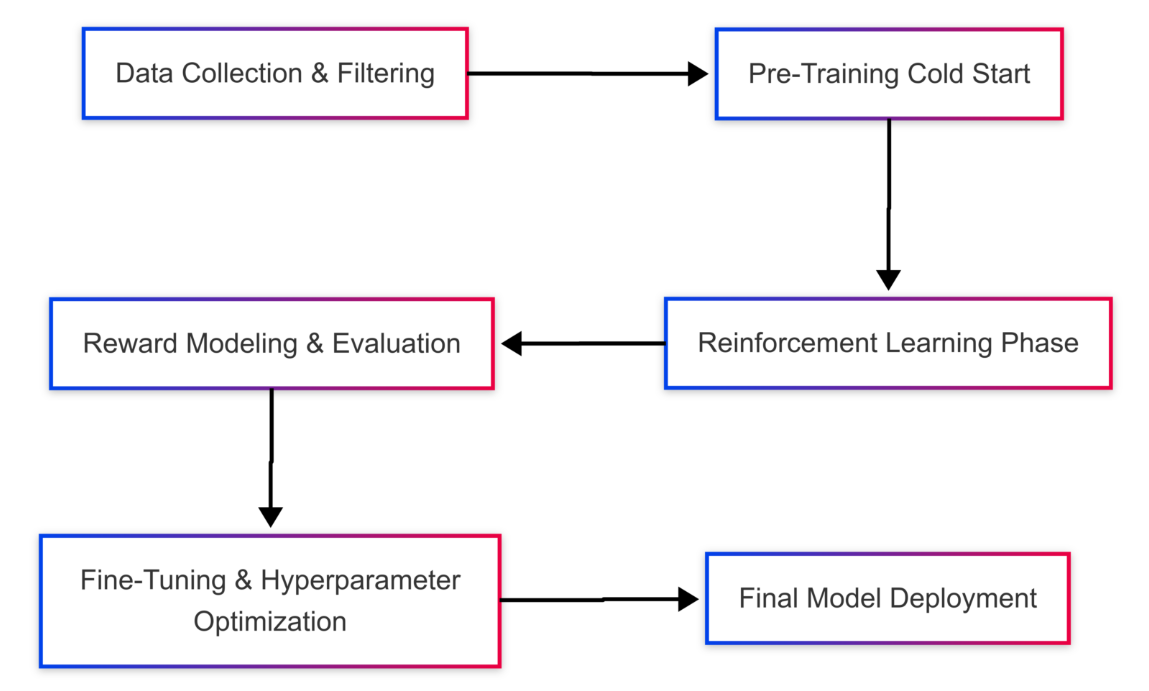 Data Collection & Filtering
Pre-Training Cold Start
Reinforcement Learning Phase
Reward Modeling & Evaluation
Fine-Tuning & Hyperparameter
Optimization
Final Model Deployment